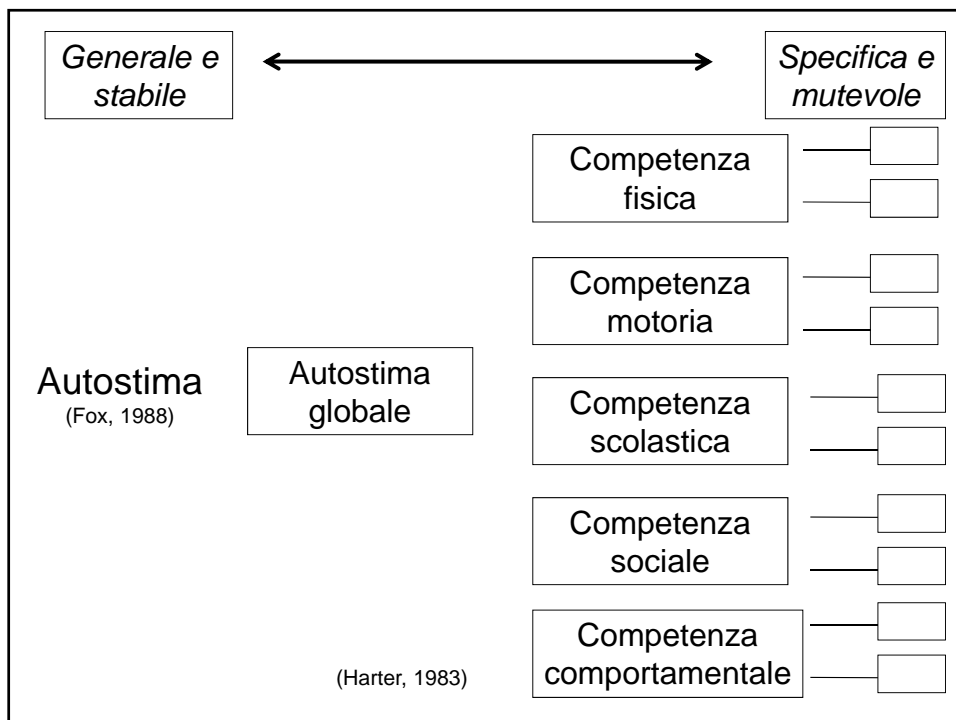 Generale e
stabile
Specifica e
mutevole
Competenza
fisica
Competenza
motoria
Autostima
(Fox, 1988)
Autostima
globale
Competenza
scolastica
Competenza
sociale
Competenza
comportamentale
(Harter, 1983)